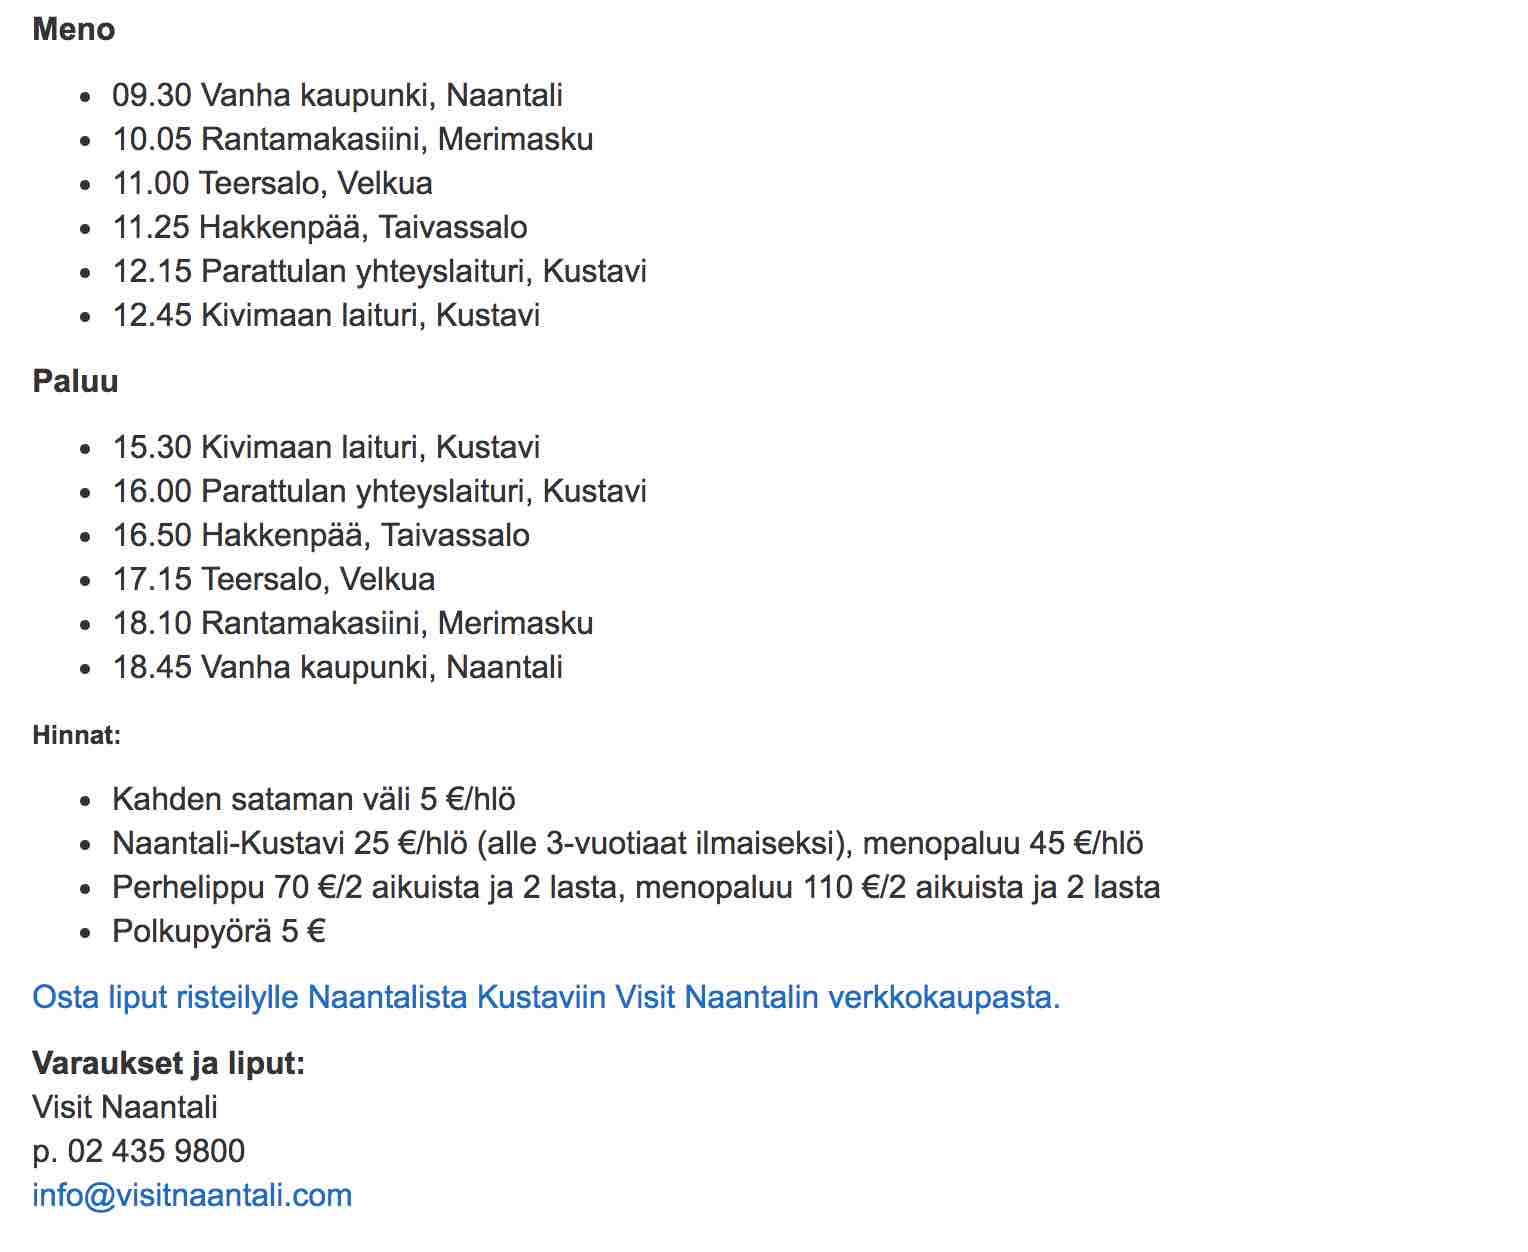 Meno
• 09.30 Vanha kaupunki, Naantali
• 10.05 Rantamakasiini, Merimasku
• 11.00 Teersalo, Velkua
• 11.25 Hakkenpää, Taivassalo
• 12.15 Parattulan yhteyslaituri, Kustavi
• 12.45 Kivimaan laituri, Kustavi
Paluu
• 15.30 Kivimaan laituri, Kustavi
• 16.00 Parattulan yhteyslaituri, Kustavi
• 16.50 Hakkenpää, Taivassalo
• 17.15 Teersalo, Velkua
• 18.10 Rantamakasiini, Merimasku
• 18.45 Vanha kaupunki, Naantali
Hinnat:
• Kahden sataman väli 5 €/hlö
• Naantali-Kustavi 25 €/hlö (alle 3-vuotiaat ilmaiseksi), menopaluu 45 €/hlö
• Perhelippu 70 €/2 aikuista ja 2 lasta, menopaluu 110 €/2 aikuista ja 2 lasta
• Polkupyörä 5 €
Osta liput risteilylle Naantalista Kustaviin Visit Naantalin verkkokaupasta.
Varaukset ja liput:
Visit Naantali
p. 02 435 9800
info@visitnaantali.com